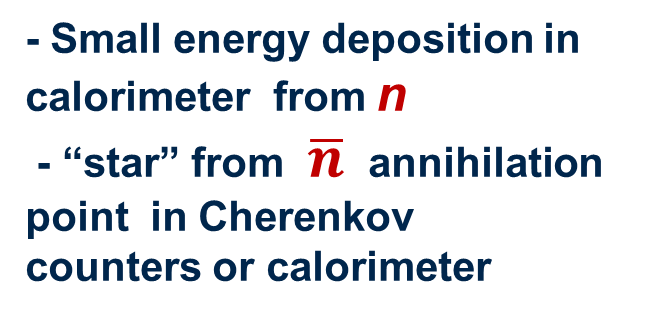 - Small energy deposition in
calorimeter from n
- “star” from n̅ annihilation
point in Cherenkov
counters or calorimeter